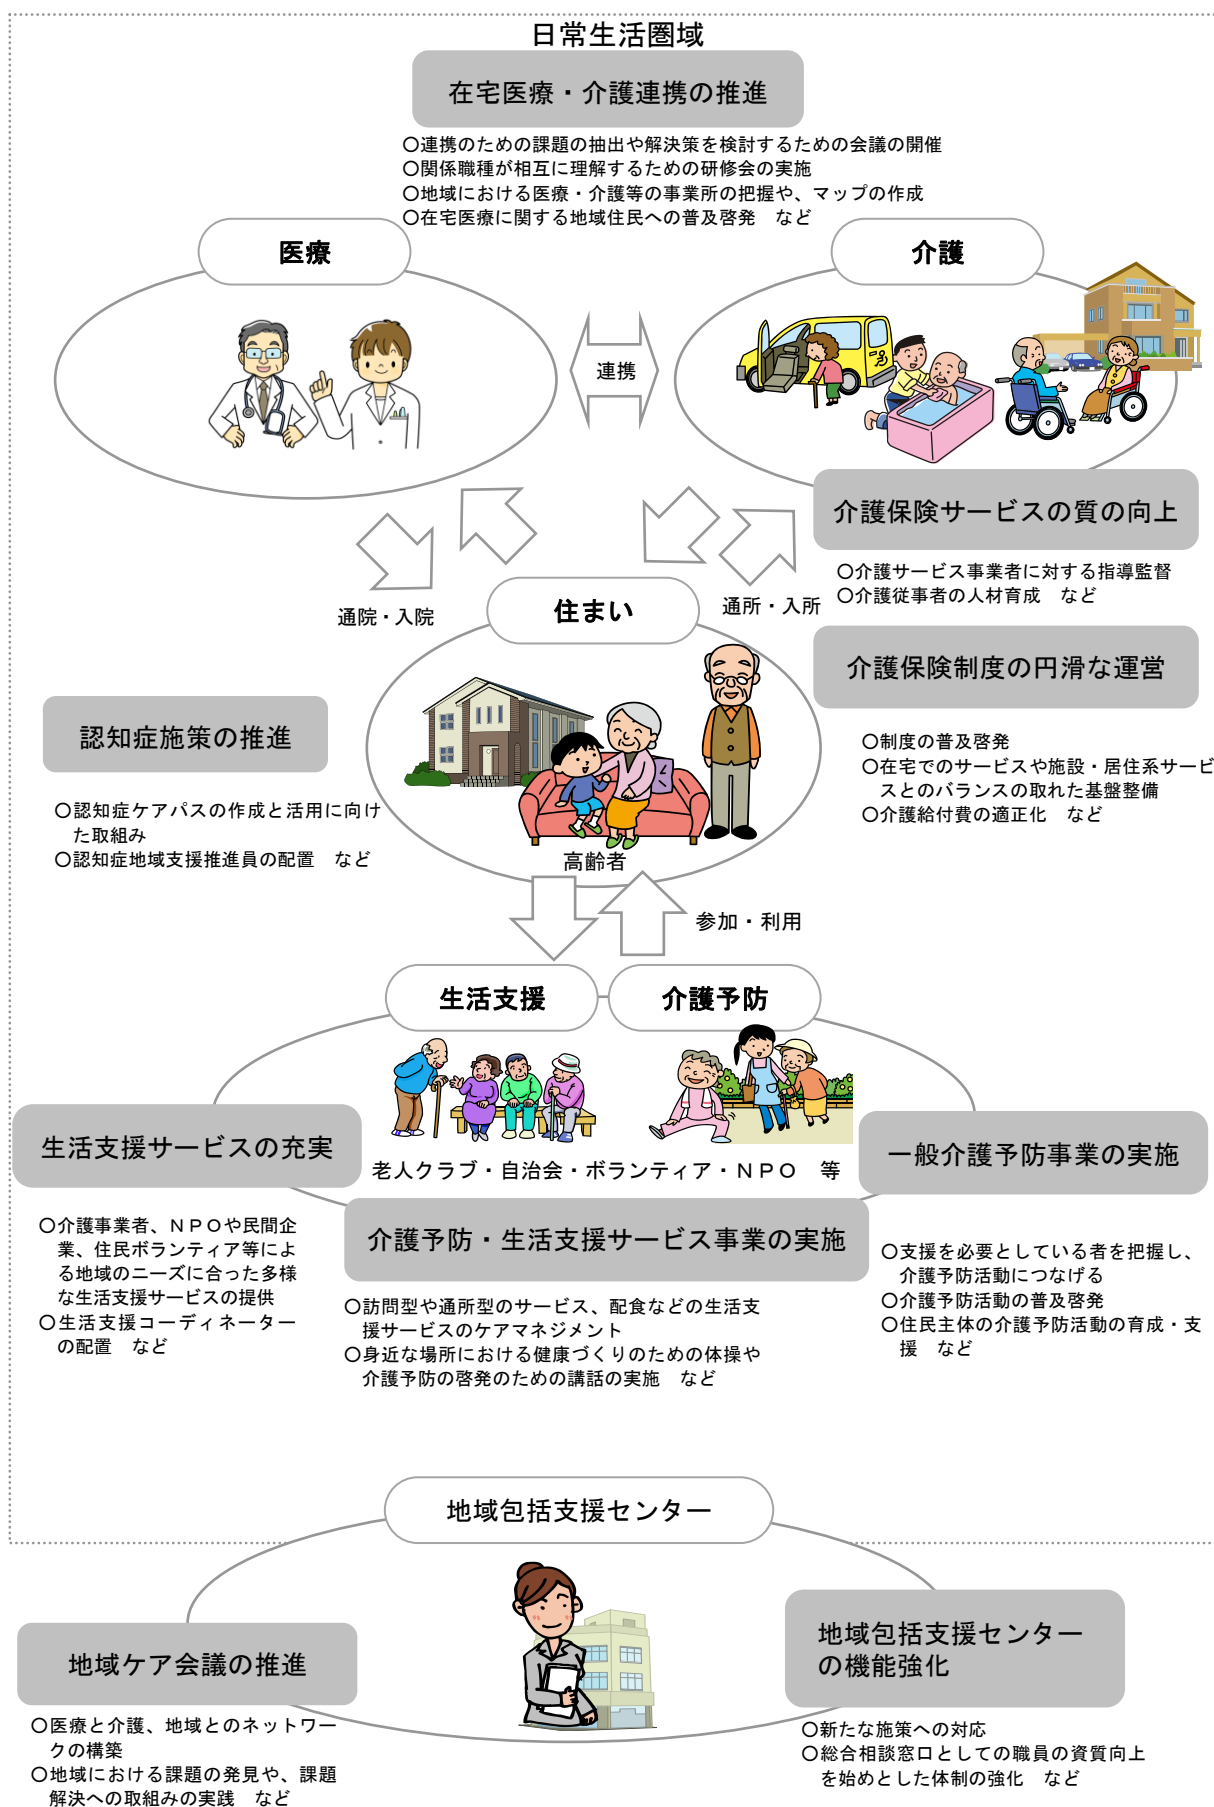 日常生活圏域
在宅医療・介護連携の推進
○連携のための課題の抽出や解決策を検討するための会議の開催
○関係職種が相互に理解するための研修会の実施
○地域における医療・介護等の事業所の把握や、マップの作成
○在宅医療に関する地域住民への普及啓発　など
医療
介護
連携
介護保険サービスの質の向上
○介護サービス事業者に対する指導監督
○介護従事者の人材育成　など
通院・入院
住まい
通所・入所
介護保険制度の円滑な運営
○制度の普及啓発
○在宅でのサービスや施設・居住系サービ
スとのバランスの取れた基盤整備
○介護給付費の適正化　など
認知症施策の推進
○認知症ケアパスの作成と活用に向け
た取組み
○認知症地域支援推進員の配置　など
高齢者
参加・利用
生活支援
介護予防
生活支援サービスの充実
老人クラブ・自治会・ボランティア・ＮＰＯ　等
一般介護予防事業の実施
○介護事業者、ＮＰＯや民間企
業、住民ボランティア等によ
る地域のニーズに合った多様
な生活支援サービスの提供
○生活支援コーディネーター
の配置　など
介護予防・生活支援サービス事業の実施
○訪問型や通所型のサービス、配食などの生活支
援サービスのケアマネジメント
○身近な場所における健康づくりのための体操や
介護予防の啓発のための講話の実施　など
○支援を必要としている者を把握し、
介護予防活動につなげる
○介護予防活動の普及啓発
○住民主体の介護予防活動の育成・支
援　など
地域包括支援センター
地域ケア会議の推進
○医療と介護、地域とのネットワー
クの構築
○地域における課題の発見や、課題
解決への取組みの実践　など
地域包括支援センター
の機能強化
○新たな施策への対応
○総合相談窓口としての職員の資質向上
を始めとした体制の強化　など